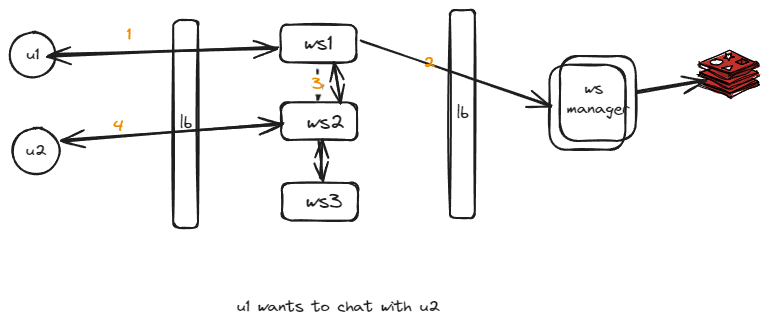 1
u1
ws1
2
3
ws
manager
4
lb
ws2
lb
u2
ws3
u1 wants to chat with u2